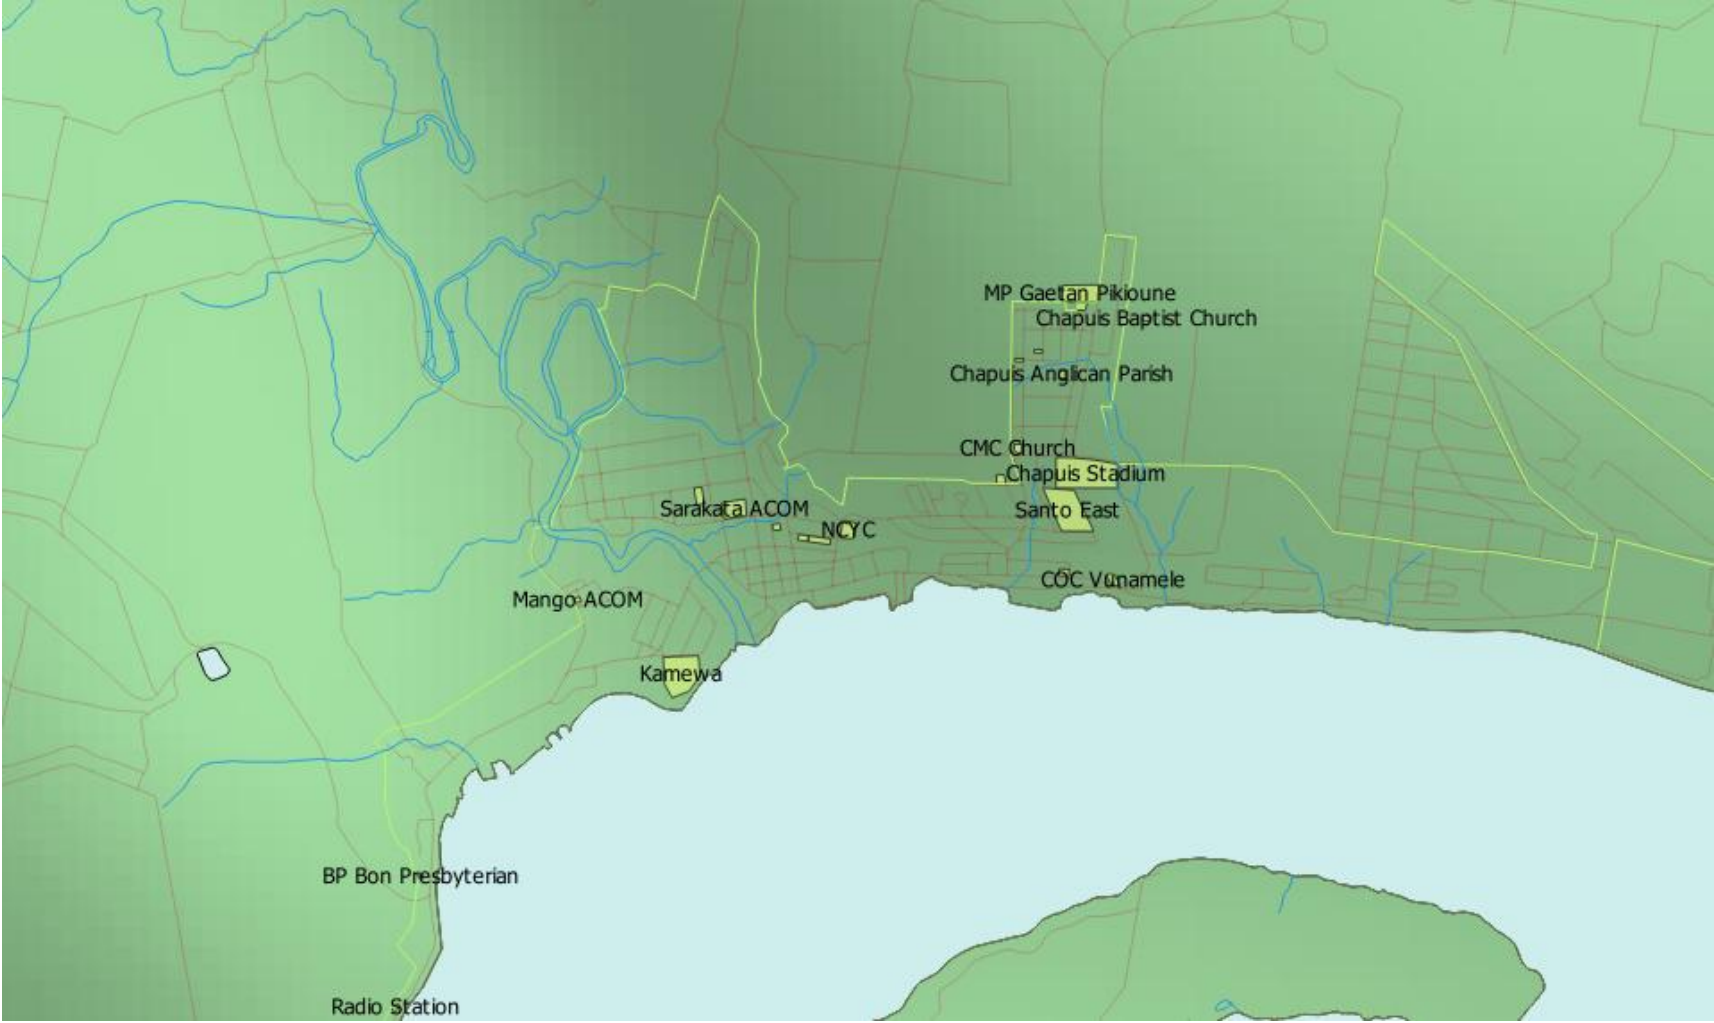 MP Gaetan Pikioune
Chapuis Baptist Church
Chapuis Anglican Parish
CMC Church
Chapuis Stadium
Sarakata ACOM
Santo East
NCYC
COC Vunamele
Mango ACOM
Kamewa
BP Bon Presbyterian
Radio Station